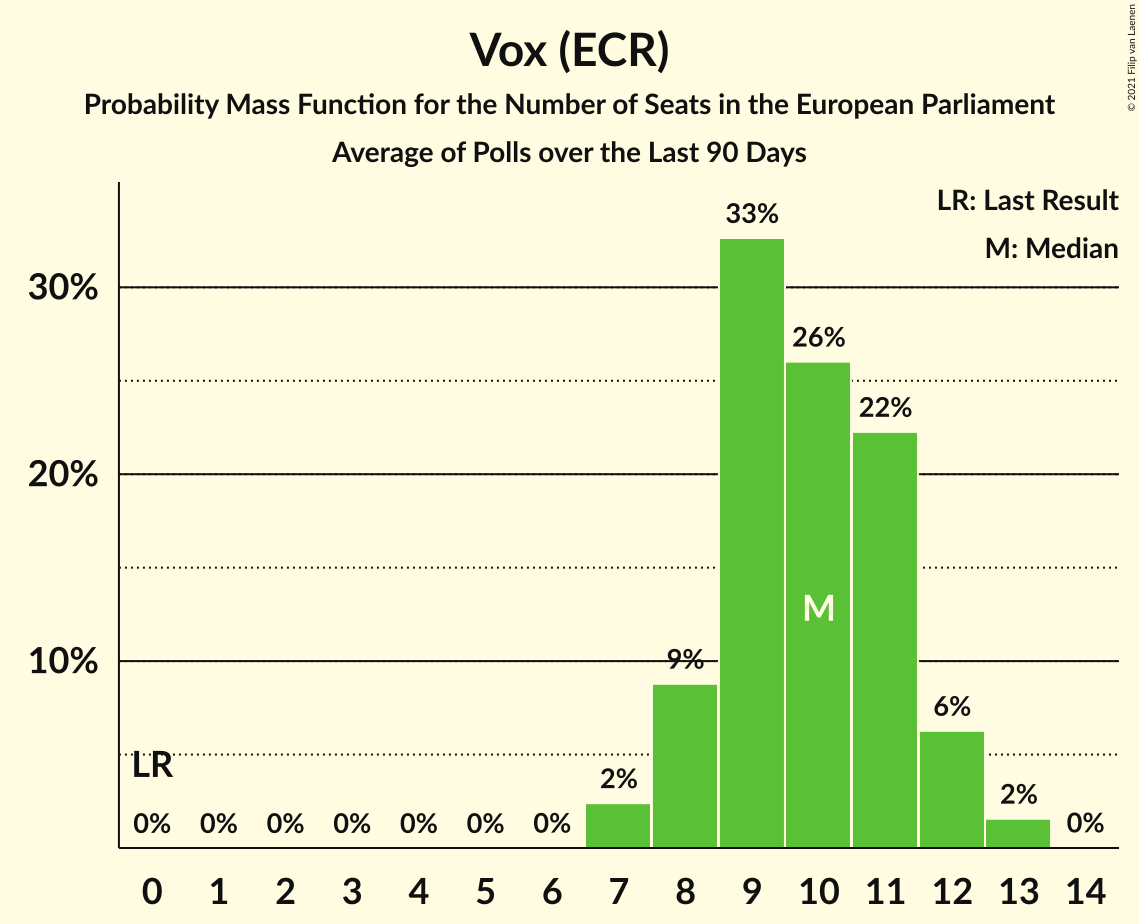 Vox (ECR)
Probability Mass Function for the Number of Seats in the European Parliament
Average of Polls over the Last 90 Days
© 2021 Filip van Laenen
LR: Last Result
M: Median
33%
30%
26%
22%
20%
M
10%
9%
6%
LR
2%
2%
0% 0% 0% 0% 0% 0% 0% 0%
0 1 2 3 4 5 6 7 8 9 10 11 12 13 14